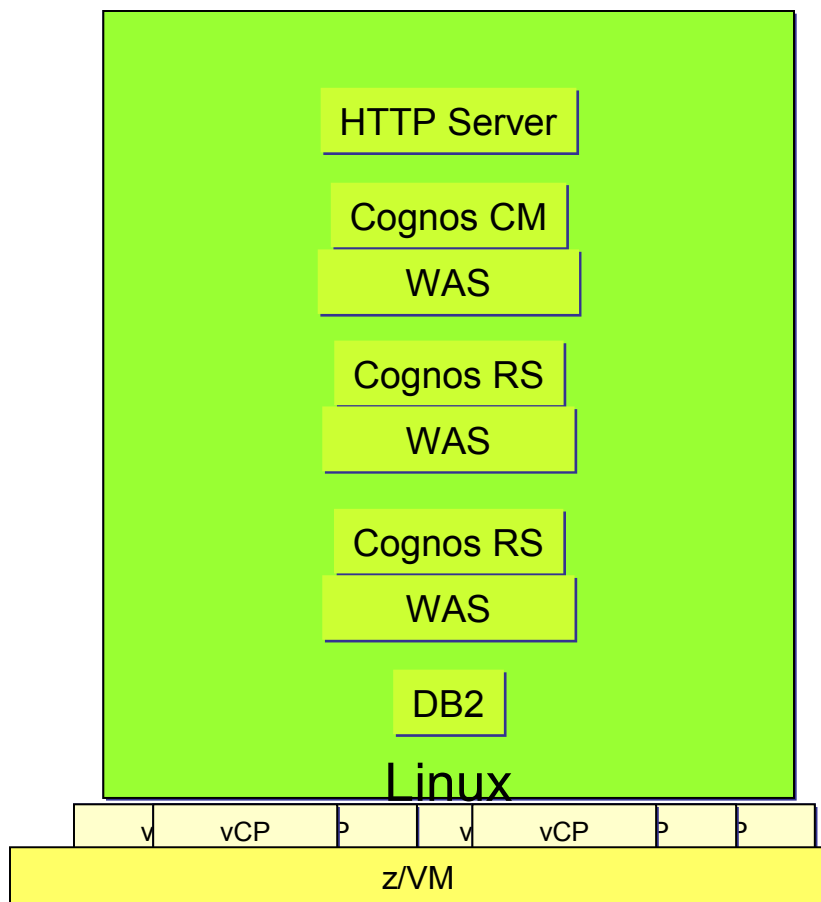 HTTP Server
Cognos CM
WAS
Cognos RS
WAS
Cognos RS
WAS
DB2
Linux
vCP vCP
z/VM